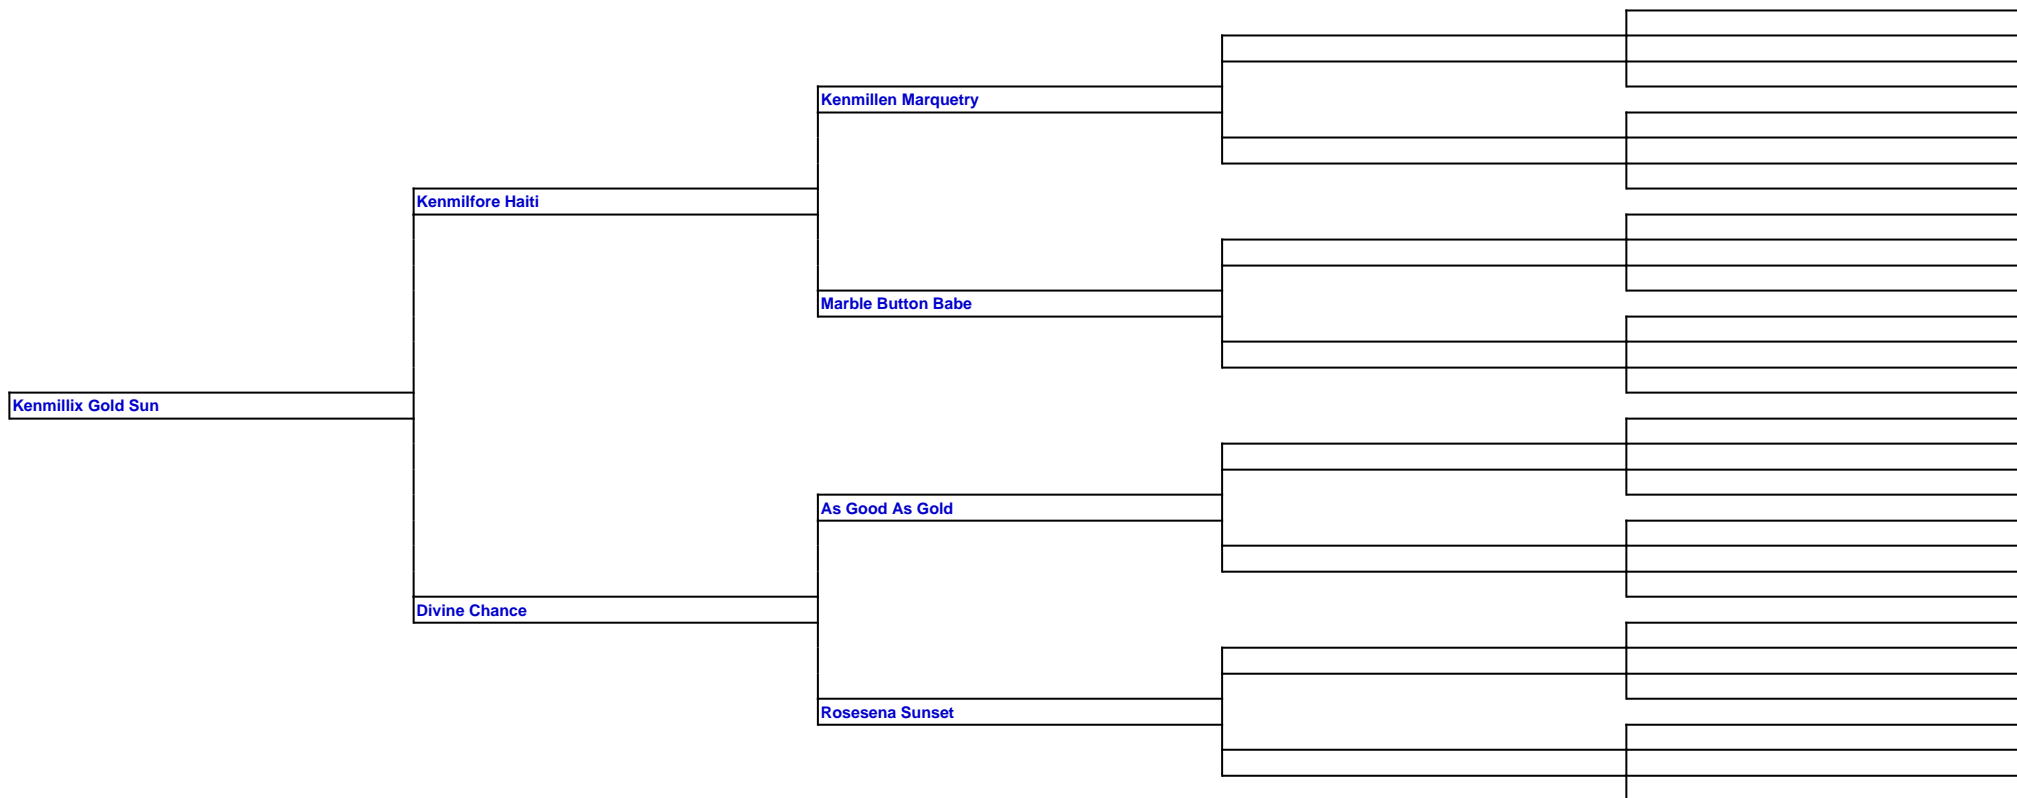 Kenmillen Marquetry
Kenmilfore Haiti
Marble Button Babe
Kenmillix Gold Sun
As Good As Gold
Divine Chance
Rosesena Sunset